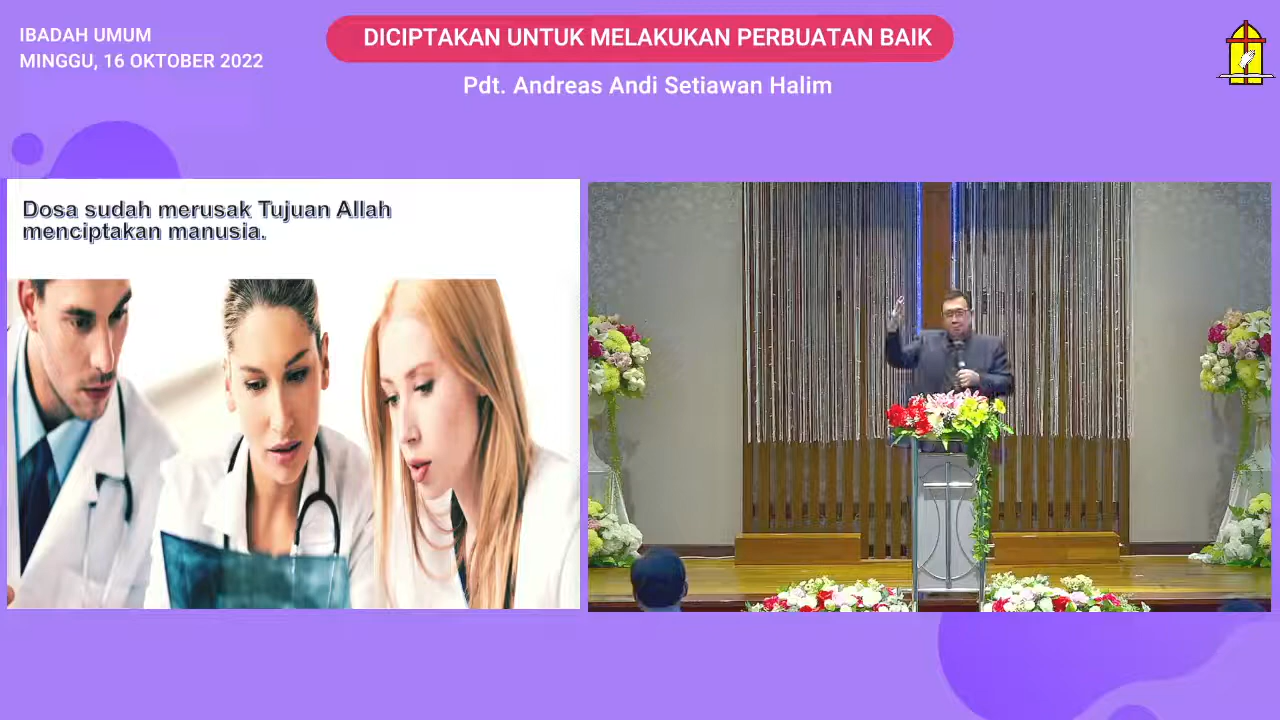 IBADAH UMUM
MINGGU, 16 OKTOBER 2022
DICIPTAKAN UNTUK MELAKUKAN PERBUATAN BAIK
Pdt. Andreas Andi Setiawan Halim
Dosa sudah merusak Tujuan Allah
menciptakan manusia.